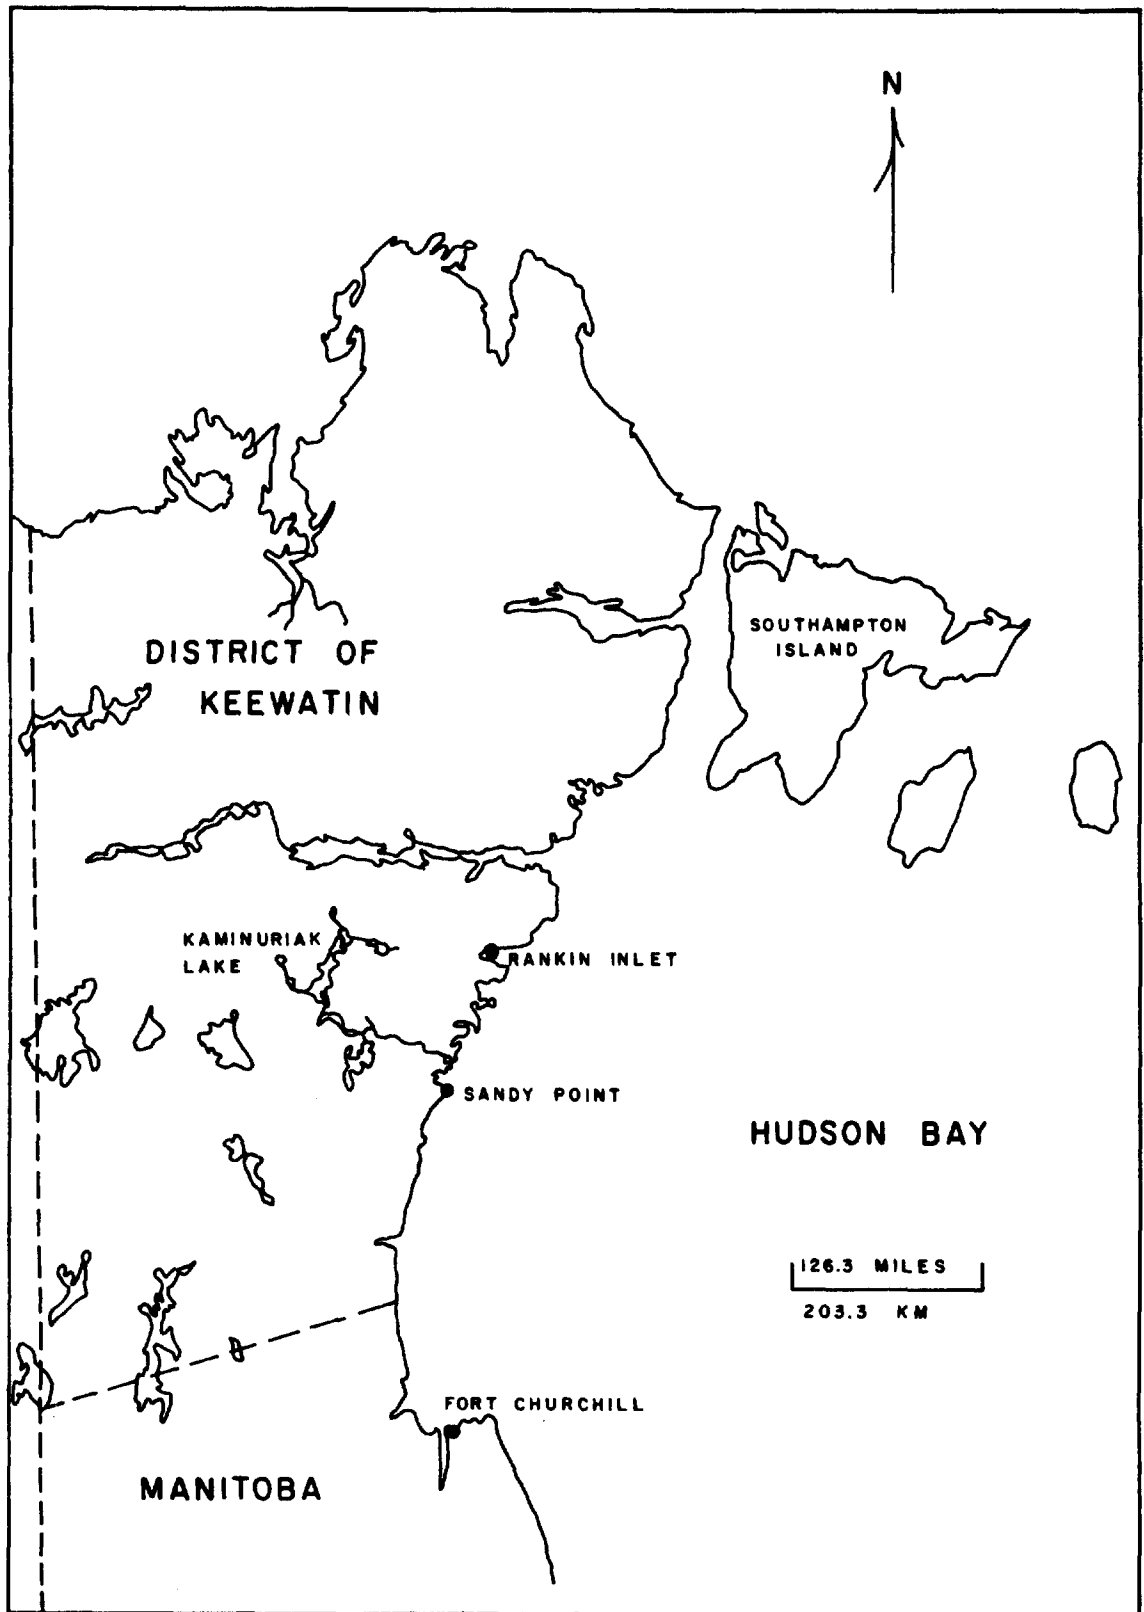 N
SOUTHAMPTON
ISLAND
DISTRICT OF
KEEWATIN
KAMINURIAK
LAKE
RANKIN INLET
SANDY POINT
HUDSON BAY
126.3 MILES
203.3 KM
FORT CHURCHILL
MANITOBA